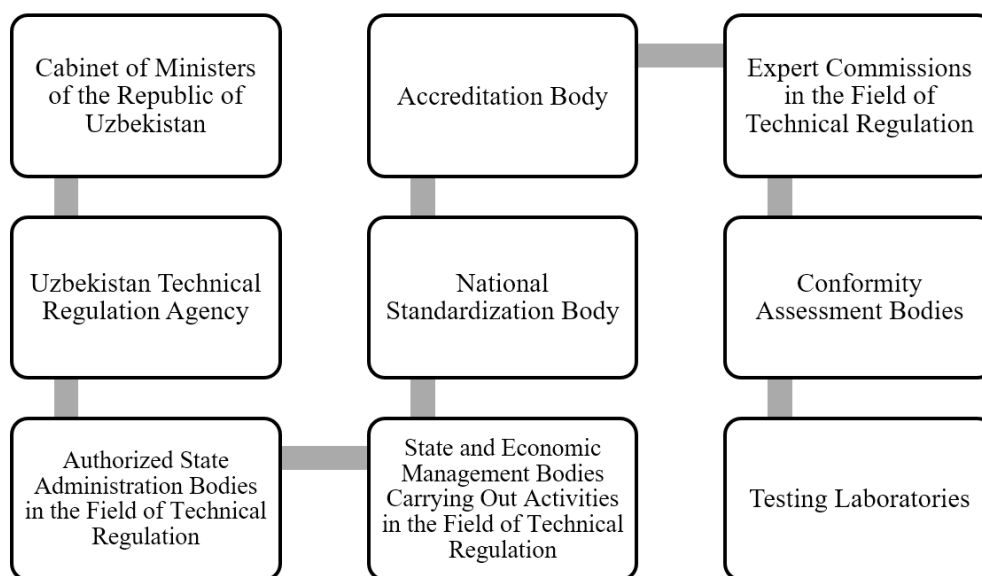 Cabinet of Ministers
of the Republic of
Uzbekistan
Uzbekistan Technical
Regulation Agency
Authorized State
Administration Bodies
in the Field of Technical
Regulation
State and Economic
Management Bodies
Carrying Out Activities
in the Field of Technical
Regulation
National
Standardization Body
Accreditation Body
Expert Commissions
in the Field of
Technical Regulation
Conformity
Assessment Bodies
Testing Laboratories